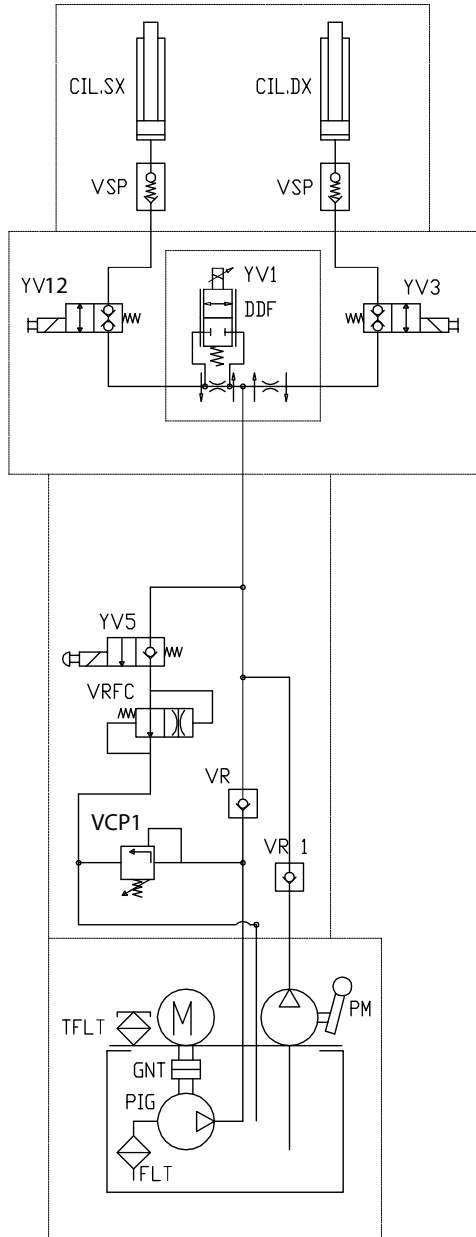 CIL.SX
CIL.DX
VSP
VSP
YV1
YV12
YV3
DDF
YV5
VRFC
VR
VCP1
VR 1
M
TFLT
PM
GNT
PIG
FLT